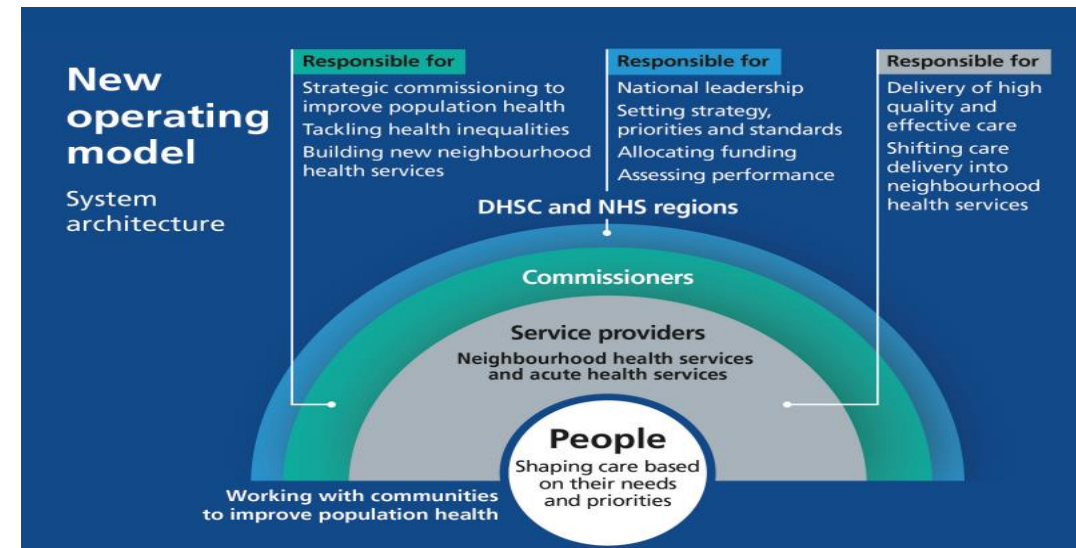 New
operating
model
System
architecture
Responsible for
Strategic commissioning to
improve population health
Tackling health inequalities
Building new neighbourhood
health services
Responsible for
National leadership
Setting strategy,
priorities and standards
Allocating funding
Assessing performance
Responsible for
Delivery of high
quality and
effective care
Shifting care
delivery into
neighbourhood
health services
DHSC and NHS regions
Commissioners
Service providers
Neighbourhood health services
and acute health services
People
Shaping care based
on their needs
and priorities
Working with communities
to improve population health